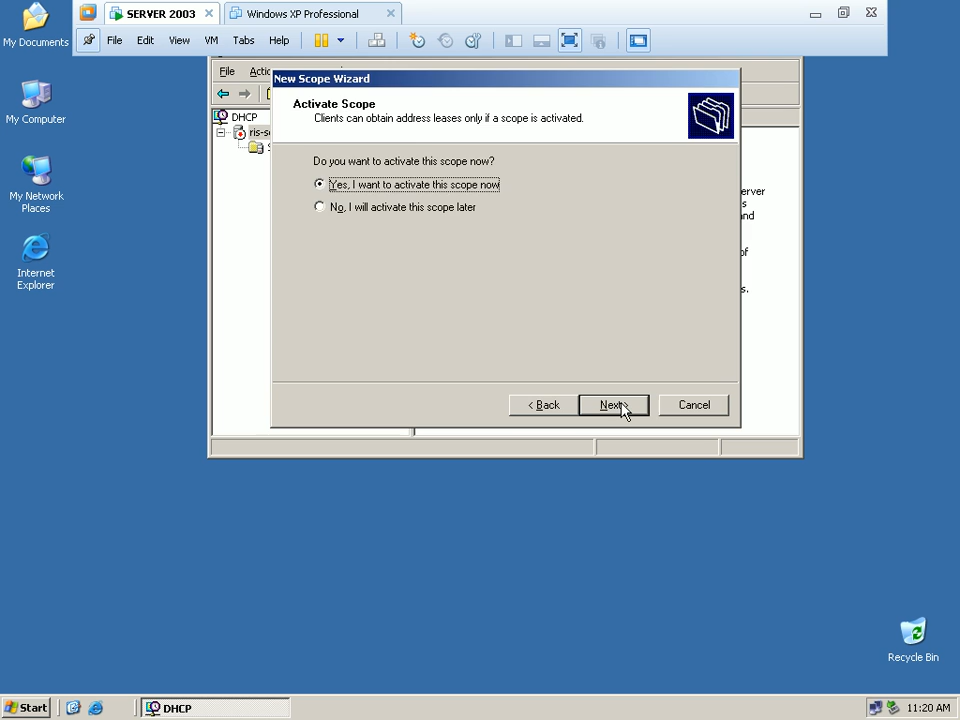 SERVER 2003
Windows XP Professional
File Edit View VM Tabs Help
My Documents
My Computer
My Network
Places
Internet
Explorer
File
DHCP
New Scope Wizard
Activate Scope
Clients can obtain address leases only if a scope is activated.
Do you want to activate this scope now?
Yes, I want to activate this scope now
No, I will activate this scope later
< Back
Next
Cancel
of
Recycle Bin
Start
DHCP
11:20 AM